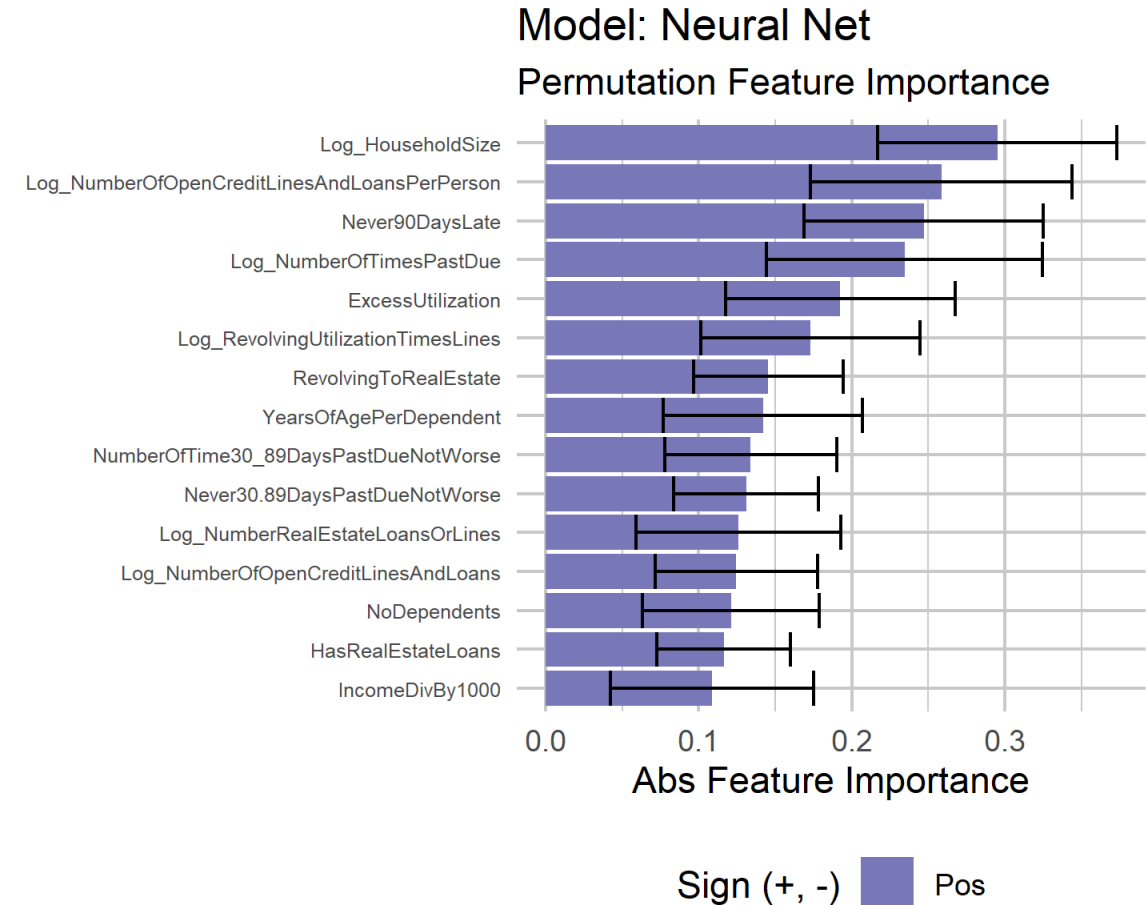 Model: Neural Net
Permutation Feature Importance
Log_HouseholdSize
Log_NumberOfOpenCreditLinesAndLoansPerPerson
Never90DaysLate
Log_NumberOfTimesPastDue
ExcessUtilization
Log_RevolvingUtilizationTimesLines
RevolvingToRealEstate
YearsOfAgePerDependent
NumberOfTime30_89DaysPastDueNotWorse
Never30.89DaysPastDueNotWorse
Log_NumberRealEstateLoansOrLines
Log_NumberOfOpenCreditLinesAndLoans
NoDependents
HasRealEstateLoans
IncomeDivBy1000
0.0 0.1 0.2 0.3
Abs Feature Importance
Sign (+, -) Pos